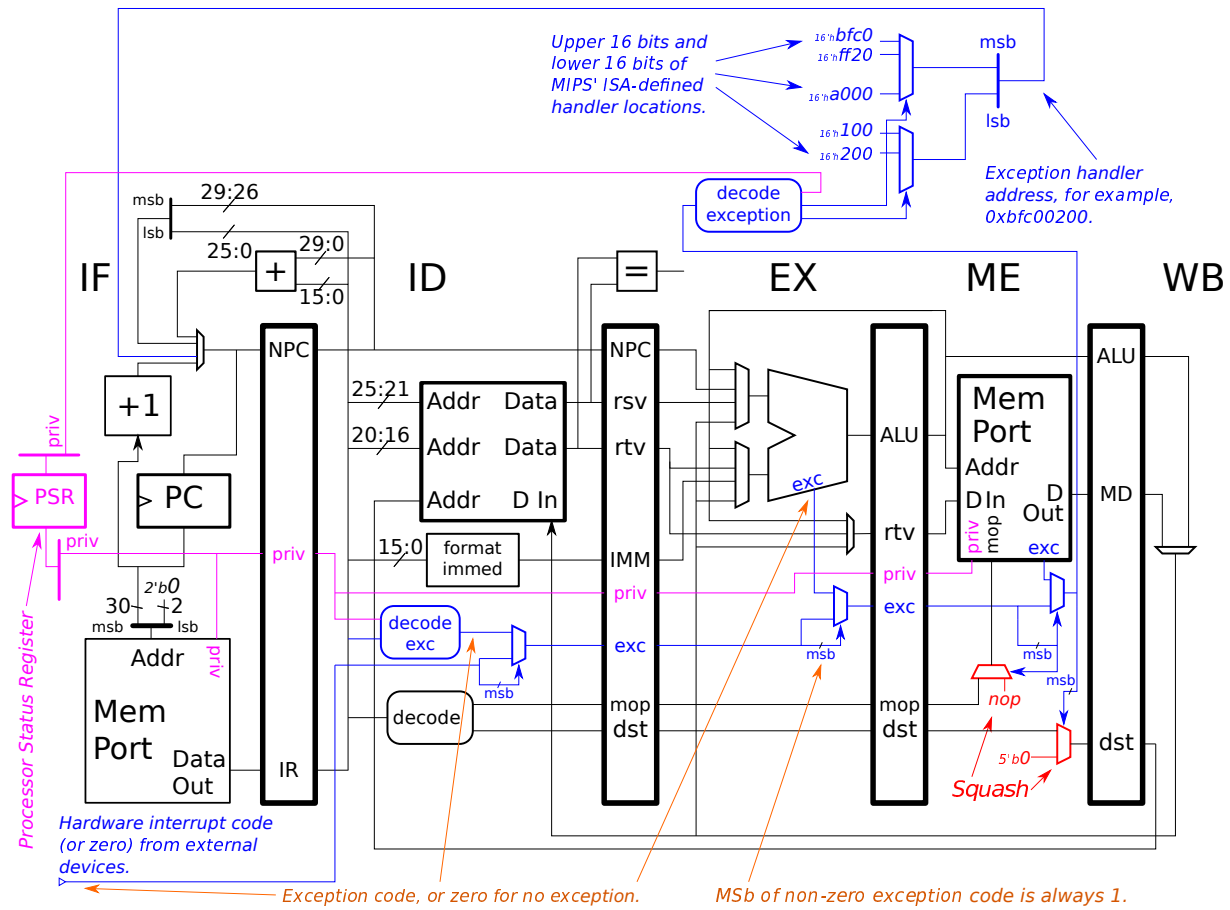 Upper 16 bits and
lower 16 bits of
MIPS' ISA-defined
handler locations.
16'hbfc0
16'hff20
16'ha000
16'h100
16'h200
msb
lsb
Exception handler
address, for example,
0xbfc00200.
decode
exception
msb
lsb
29:26
25:0
29:0
15:0
+
=
IF
ID
EX
ME
WB
NPC
+1
priv
PSR
PC
priv
priv
2'b0
30
2
msb
lsb
Addr
priv
Mem
Port
Data
Out
IR
Processor Status Register
25:21
20:16
15:0
Addr
Data
Addr
Data
Addr
D In
format
immed
decode
exc
msb
decode
NPC
rsv
rtv
IMM
priv
exc
mop
dst
exc
msb
ALU
rtv
priv
exc
mop
dst
Mem
Port
Addr
D In
D
Out
priv
mop
exc
msb
msb
nop
5'b0
Squash
ALU
MD
dst
Hardware interrupt code
(or zero) from external
devices.
Exception code, or zero for no exception.
MSb of non-zero exception code is always 1.